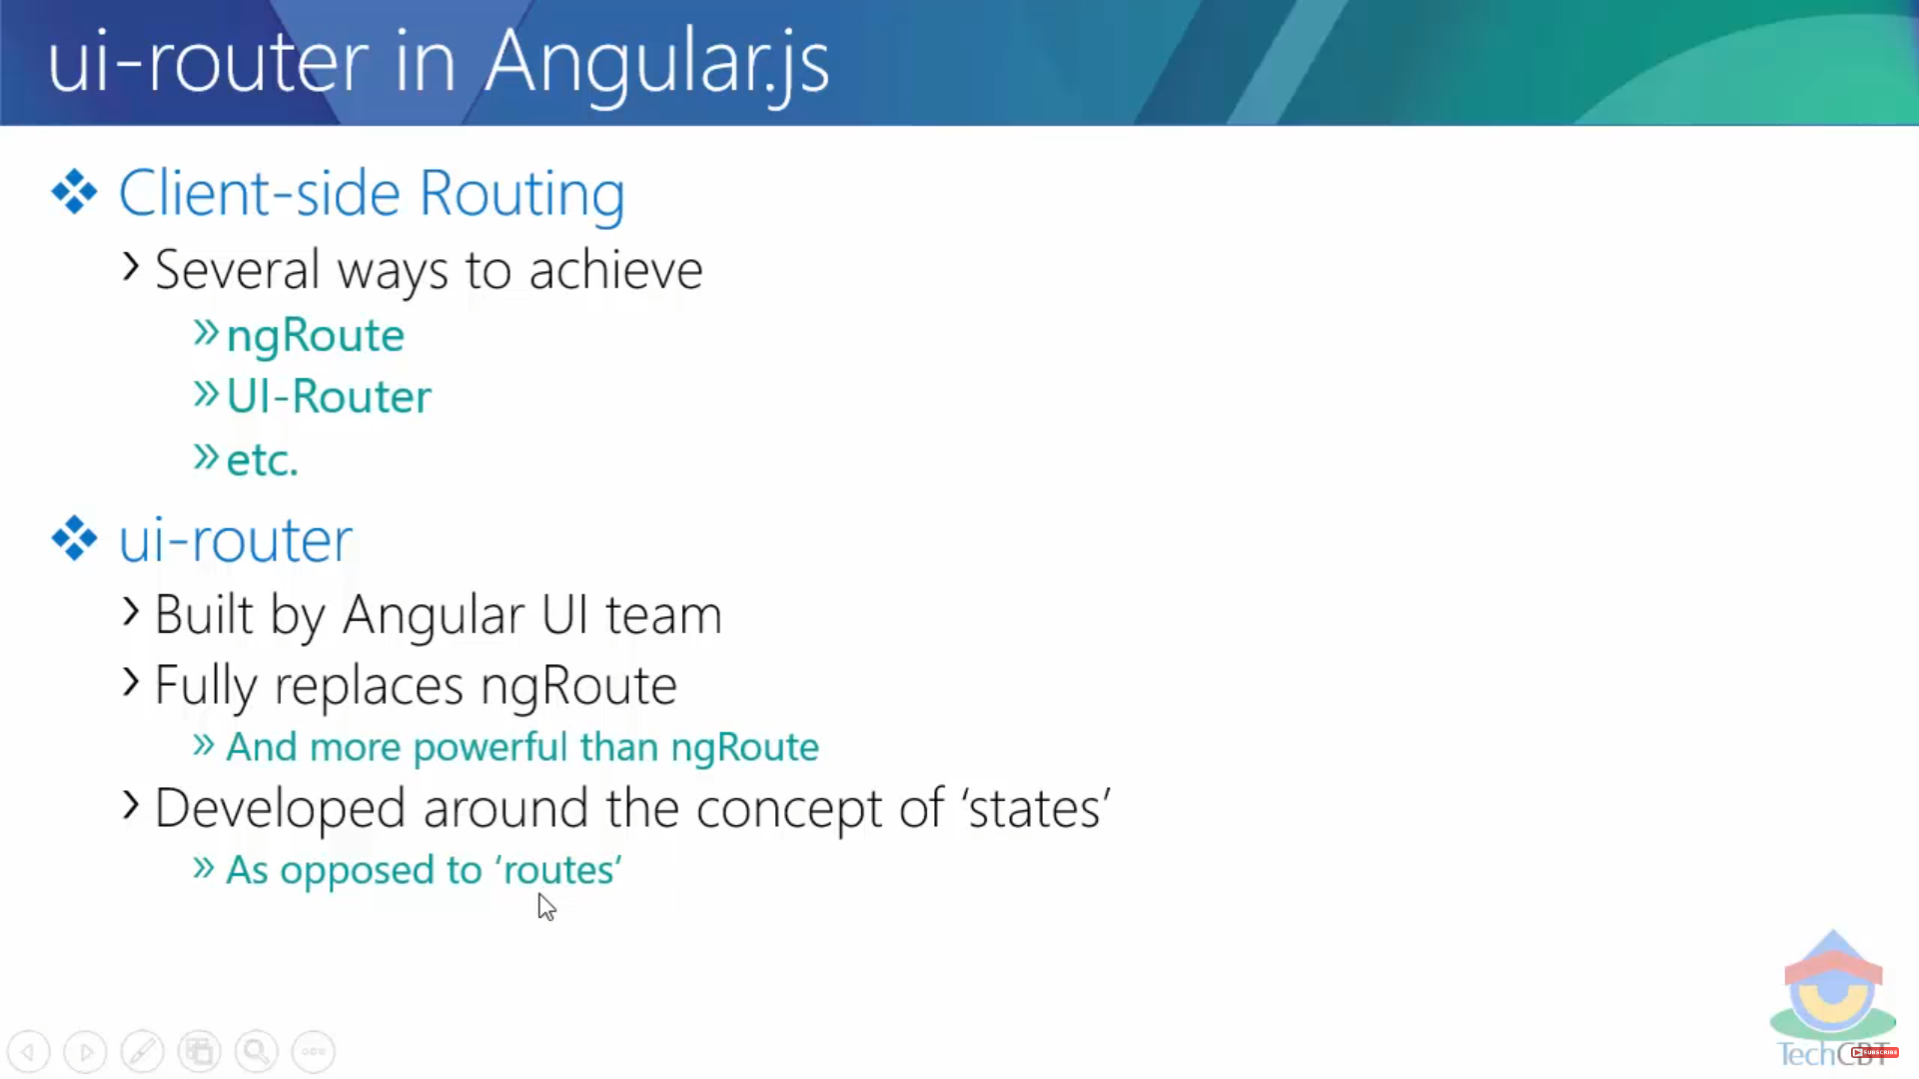 ui-router in Angular.js
Client-side Routing
Several ways to achieve
ngRoute
UI-Router
etc.
ui-router
Built by Angular UI team
Fully replaces ngRoute
And more powerful than ngRoute
Developed around the concept of ‘states’
As opposed to ‘routes’
TechCBT
SUBSCRIBE